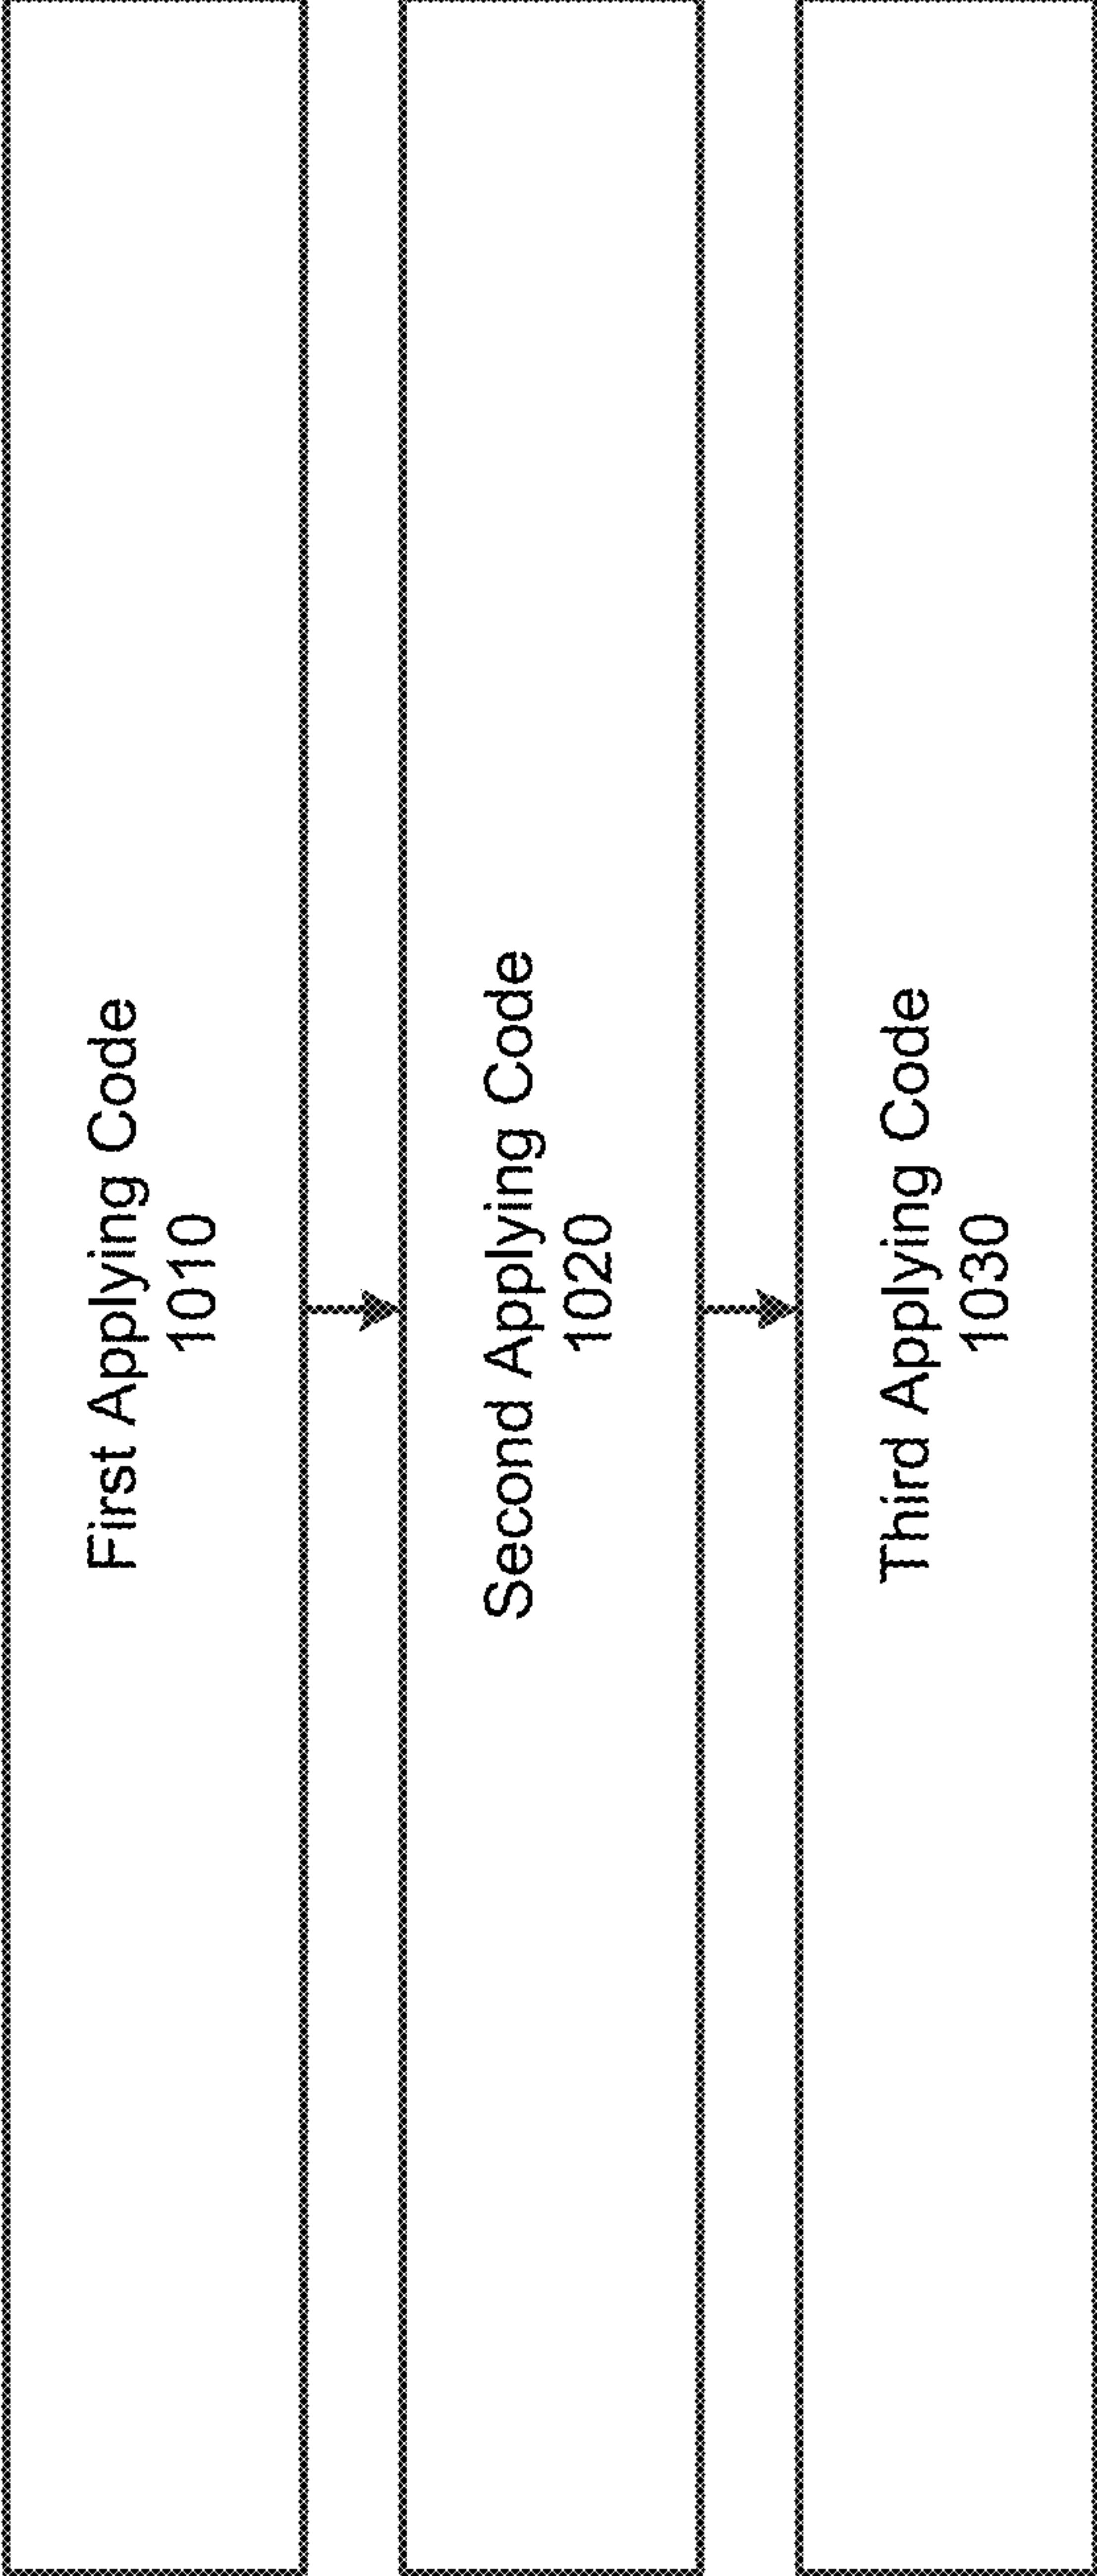 First Applying Code
1010
Second Applying Code
1020
Third Applying Code
1030